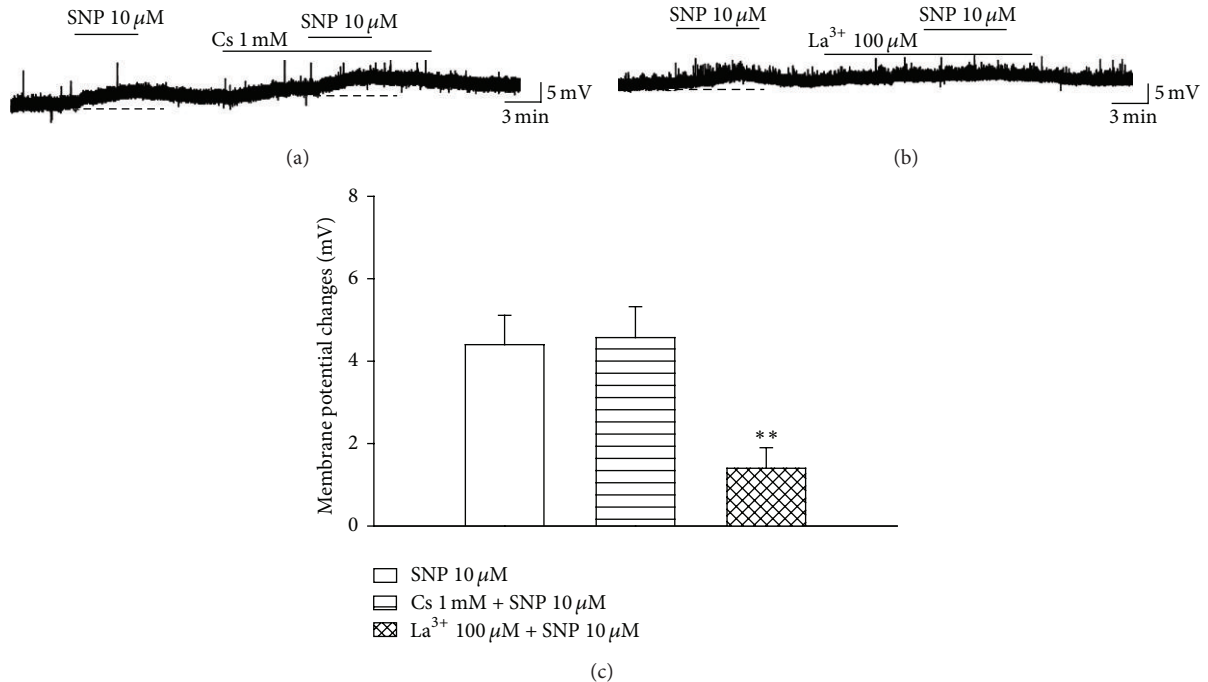 SNP 10 μM
SNP 10 μM
Cs 1 mM
5 mV
3 min
(a)
SNP 10 μM
SNP 10 μM
La³⁺ 100 μM
5 mV
3 min
(b)
Membrane potential changes (mV)
8
6
4
2
0
**
SNP 10 μM
Cs 1 mM + SNP 10 μM
La³⁺ 100 μM + SNP 10 μM
(c)